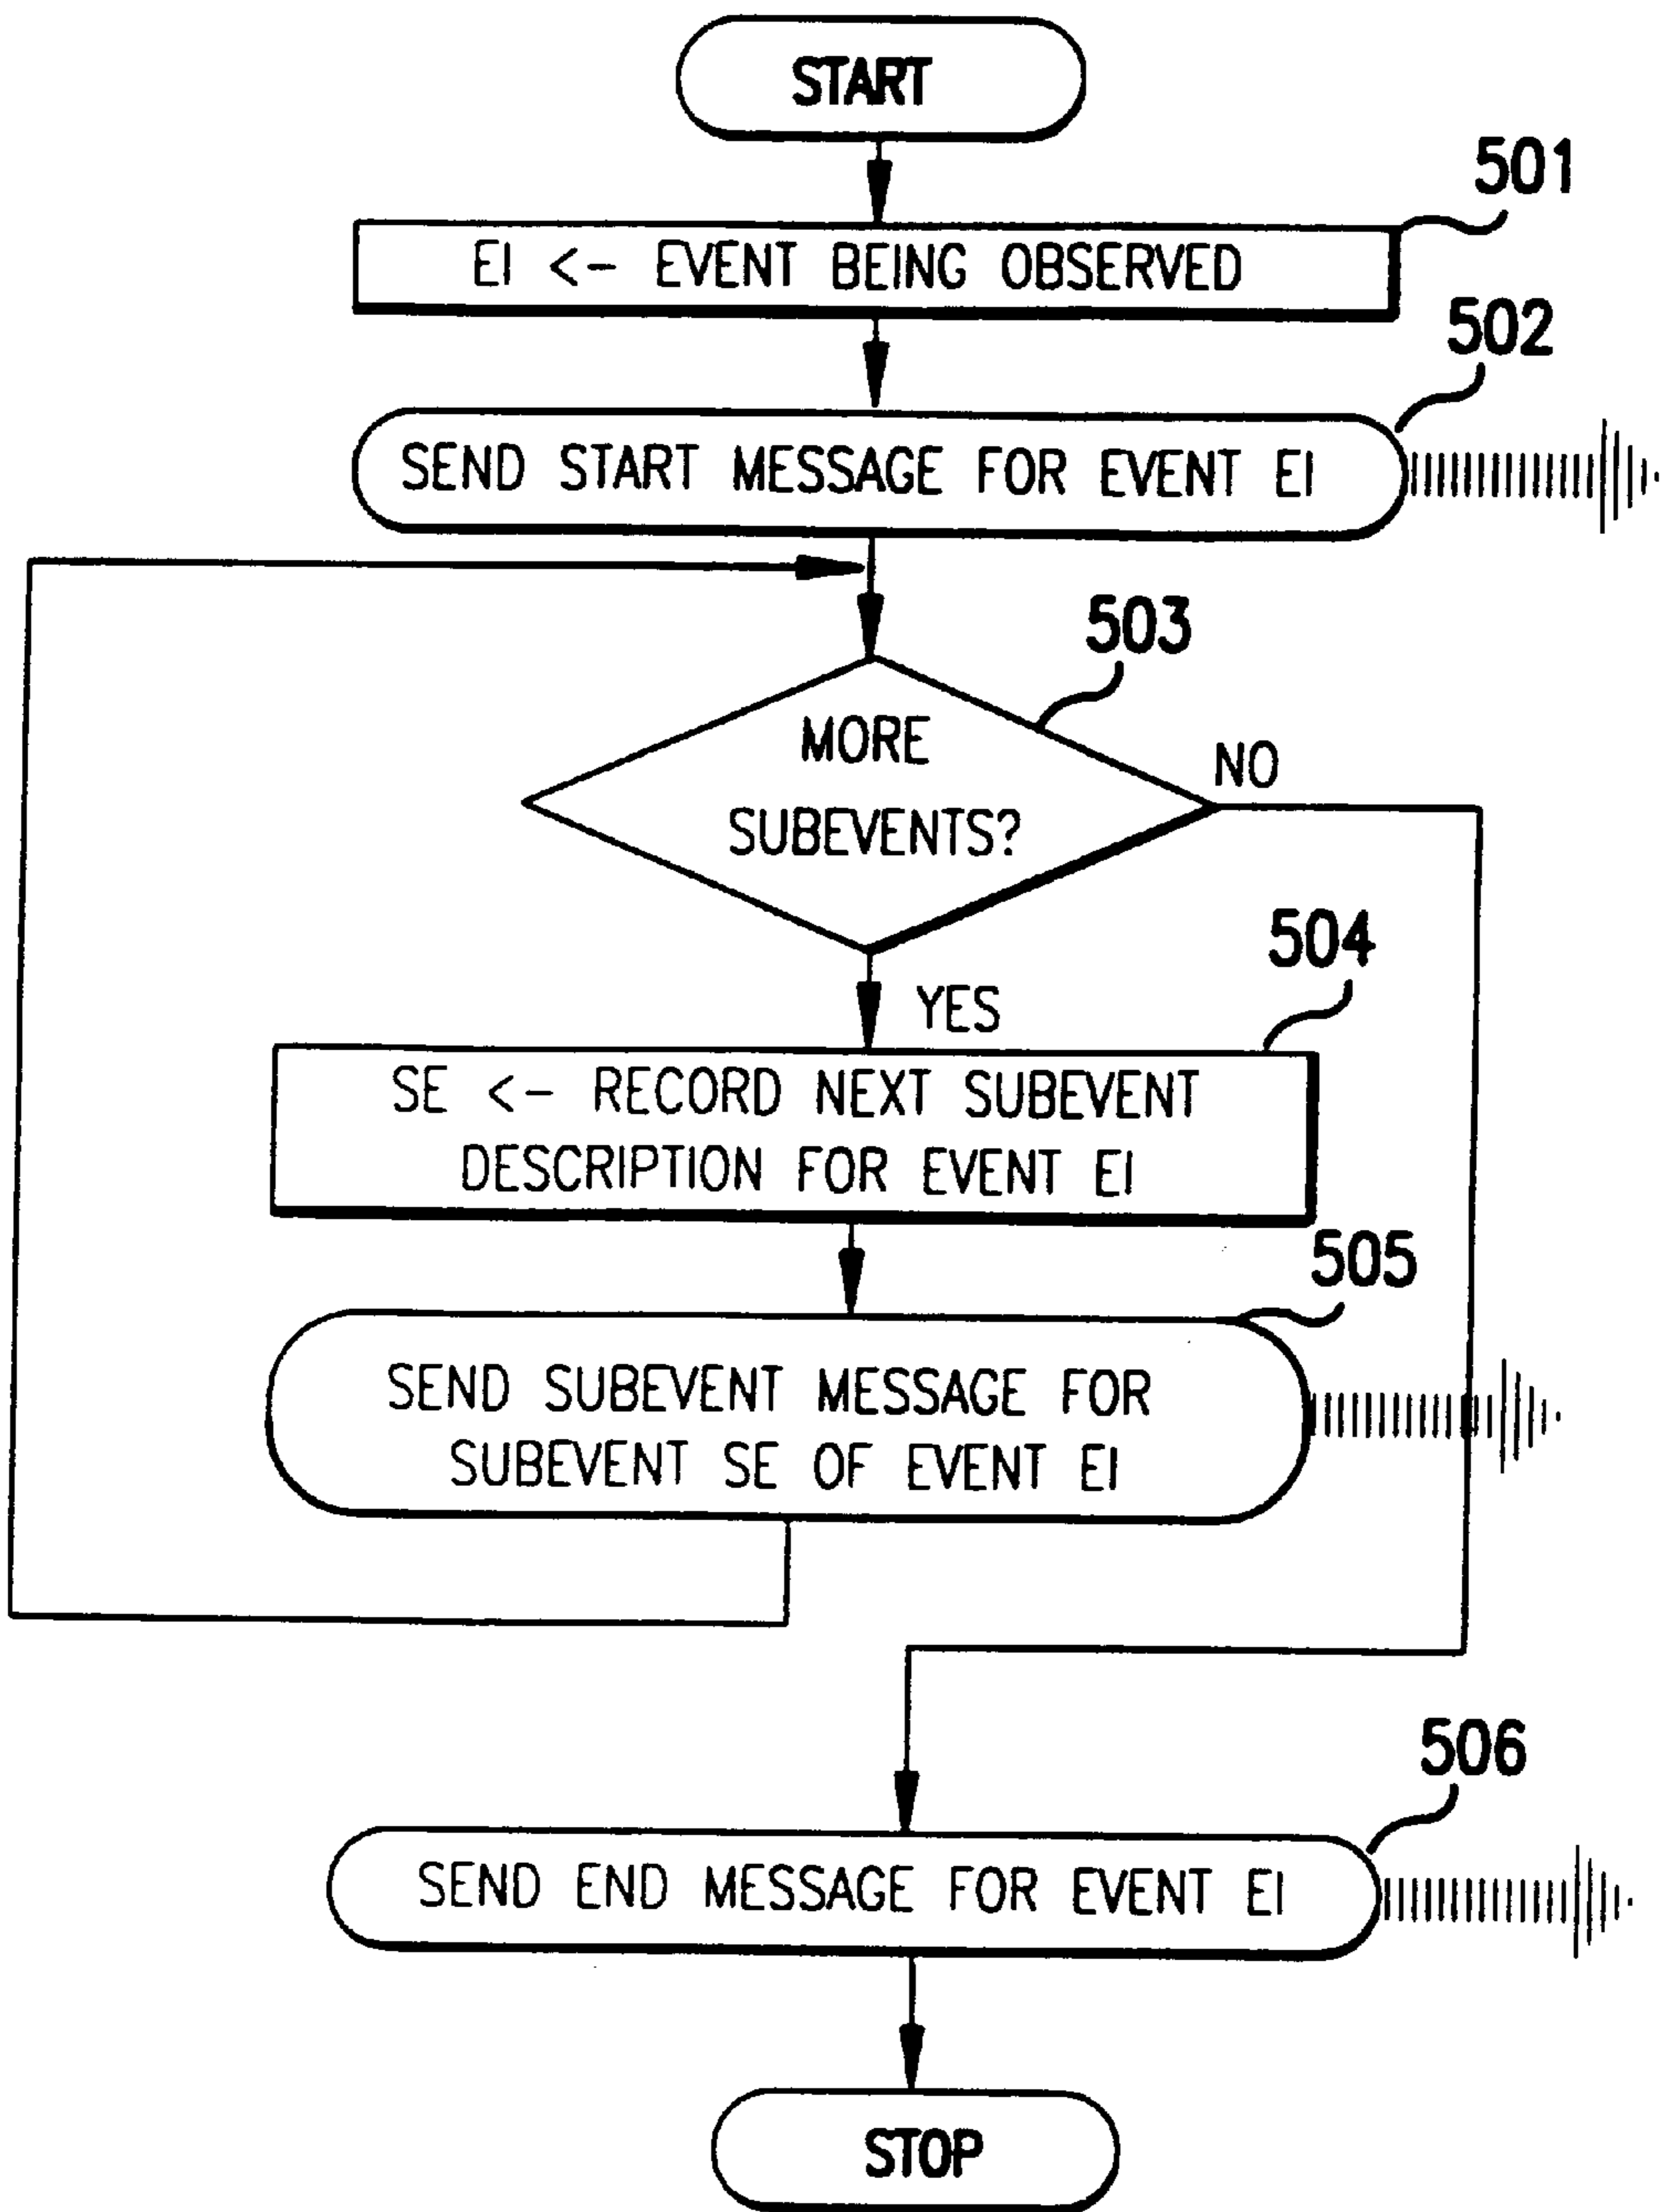 START
501
EI <- EVENT BEING OBSERVED
502
SEND START MESSAGE FOR EVENT EI
503
MORE
SUBEVENTS?
NO
YES
504
SE <- RECORD NEXT SUBEVENT
DESCRIPTION FOR EVENT EI
505
SEND SUBEVENT MESSAGE FOR
SUBEVENT SE OF EVENT EI
506
SEND END MESSAGE FOR EVENT EI
STOP